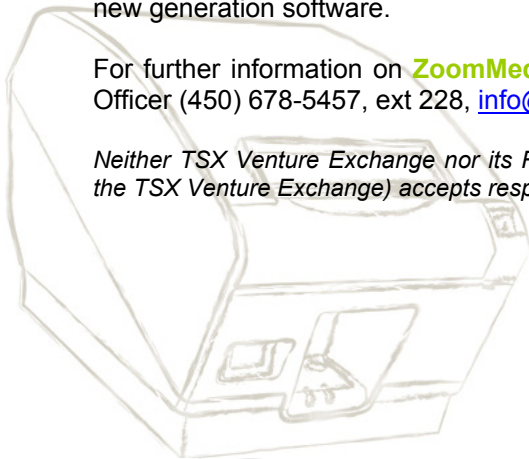 new generation software.
For further information on ZoomMed
Officer (450) 678-5457, ext 228, info@
Neither TSX Venture Exchange nor its
the TSX Venture Exchange) accepts